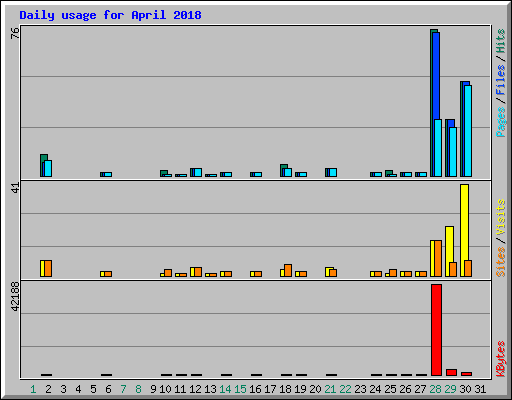 Daily usage for April 2018
76
41
42188
Pages/Files/Hits
Sites/Visits
KBytes
1 2 3 4 5 6 7 8 9 10 11 12 13 14 15 16 17 18 19 20 21 22 23 24 25 26 27 28 29 30 31